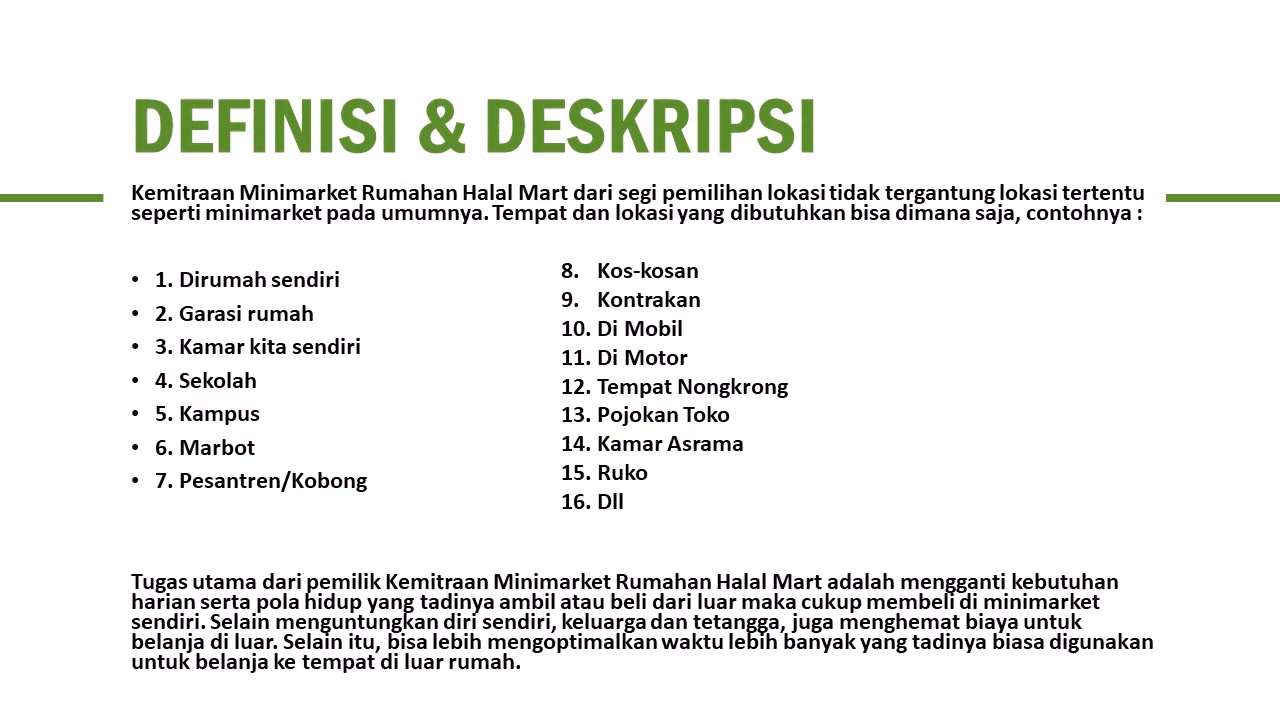 DEFINISI & DESKRIPSI
Kemitraan Minimarket Rumahan Halal Mart dari segi pemilihan lokasi tidak tergantung lokasi tertentu
seperti minimarket pada umumnya. Tempat dan lokasi yang dibutuhkan bisa dimana saja, contohnya :
• 1. Dirumah sendiri
• 2. Garasi rumah
• 3. Kamar kita sendiri
• 4. Sekolah
• 5. Kampus
• 6. Marbot
• 7. Pesantren/Kobong
8. Kos-kosan
9. Kontrakan
10. Di Mobil
11. Di Motor
12. Tempat Nongkrong
13. Pojokan Toko
14. Kamar Asrama
15. Ruko
16. Dll
Tugas utama dari pemilik Kemitraan Minimarket Rumahan Halal Mart adalah mengganti kebutuhan
harian serta pola hidup yang tadinya ambil atau beli dari luar maka cukup membeli di minimarket
sendiri. Selain menguntungkan diri sendiri, keluarga dan tetangga, juga menghemat biaya untuk
belanja di luar. Selain itu, bisa lebih mengoptimalkan waktu lebih banyak yang tadinya biasa digunakan
untuk belanja ke tempat di luar rumah.